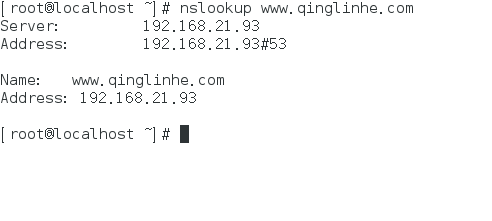 [root@localhost ~]# nslookup www.qinglinhe.com
Server:         192.168.21.93
Address:        192.168.21.93#53
Name:   www.qinglinhe.com
Address: 192.168.21.93
[root@localhost ~]#